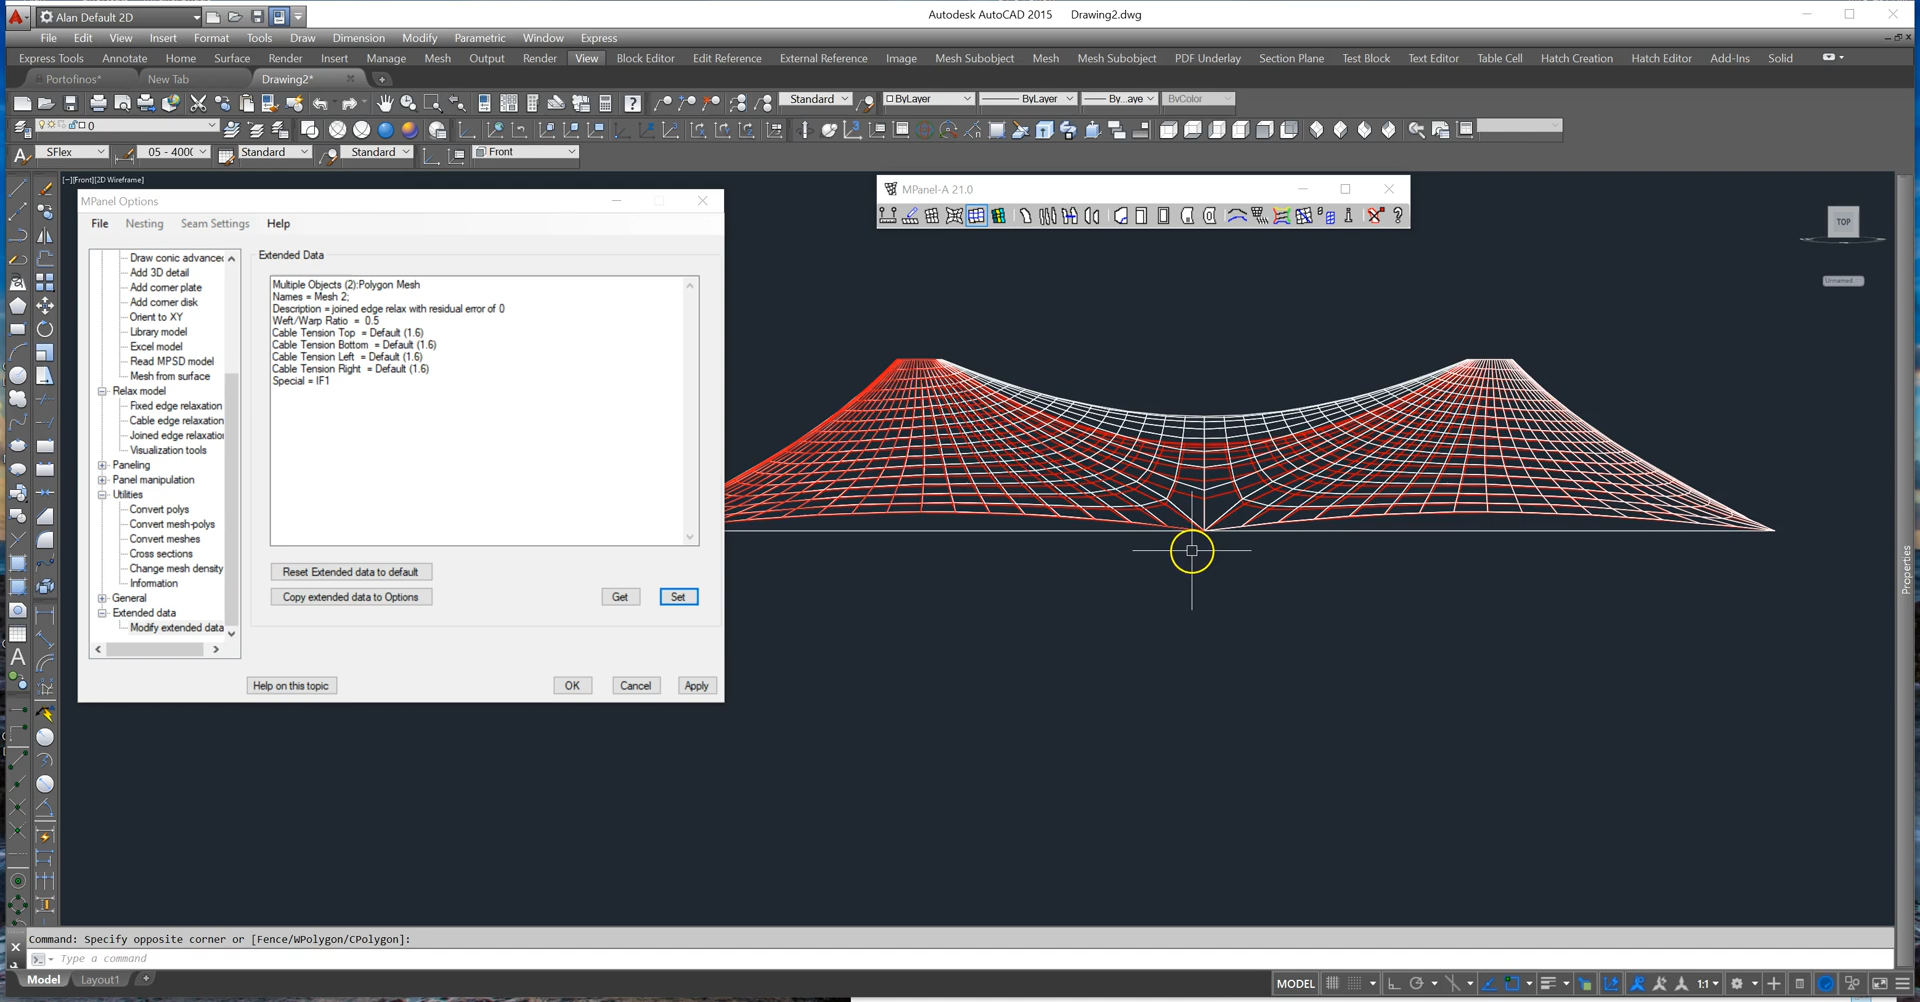 Alan Default 2D
Autodesk AutoCAD 2015 Drawing2.dwg
File Edit View Insert Format Tools Draw Dimension Modify Parametric Window Express
Express Tools Annotate Home Surface Render Insert Manage Mesh Output Render View Block Editor Edit Reference External Reference Image Mesh Subobject Mesh Mesh Subobject PDF Underlay Section Plane Test Block Text Editor Table Cell Hatch Creation Hatch Editor Add-Ins Solid
Portofinos* New Tab Drawing2*
Standard ByLayer ByLayer By...aye ByColor
0
SFlex 05 - 400( Standard Standard Front
[−][Front][2D Wireframe]
MPanel-A 21.0
MPanel Options
File Nesting Seam Settings Help
TOP
Unnamed
Extended Data
Draw conic advanced
Add 3D detail
Add corner plate
Add corner disk
Orient to XY
Library model
Excel model
Read MPSD model
Mesh from surface
Relax model
Fixed edge relaxation
Cable edge relaxation
Joined edge relaxatio
Visualization tools
Paneling
Panel manipulation
Utilities
Convert polys
Convert mesh-polys
Convert meshes
Cross sections
Change mesh density
Information
General
Extended data
Modify extended data
Multiple Objects (2):Polygon Mesh
Names = Mesh 2;
Description = joined edge relax with residual error of 0
Weft/Warp Ratio = 0.5
Cable Tension Top = Default (1.6)
Cable Tension Bottom = Default (1.6)
Cable Tension Left = Default (1.6)
Cable Tension Right = Default (1.6)
Special = IF1
Reset Extended data to default
Copy extended data to Options Get Set
Help on this topic OK Cancel Apply
Properties
Command: Specify opposite corner or [Fence/WPolygon/CPolygon]:
Type a command
Model Layout1 MODEL 1:1